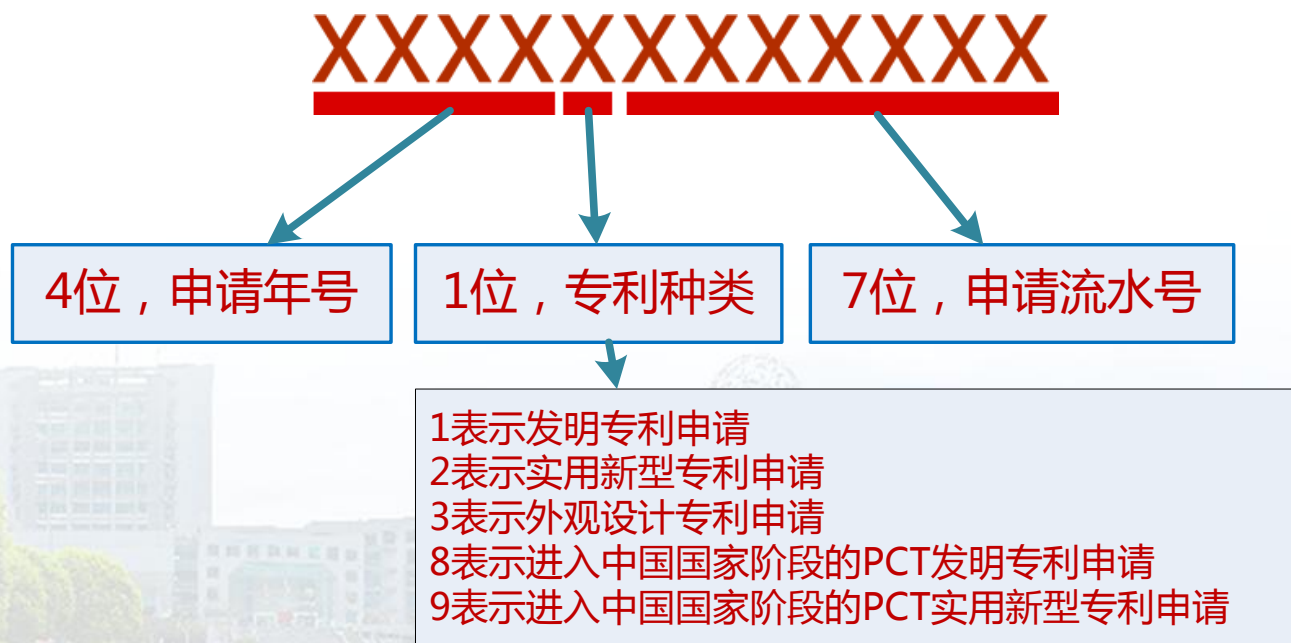 XXXXXXXXXXXX
4位，申请年号
1位，专利种类
7位，申请流水号
1表示发明专利申请
2表示实用新型专利申请
3表示外观设计专利申请
8表示进入中国国家阶段的PCT发明专利申请
9表示进入中国国家阶段的PCT实用新型专利申请